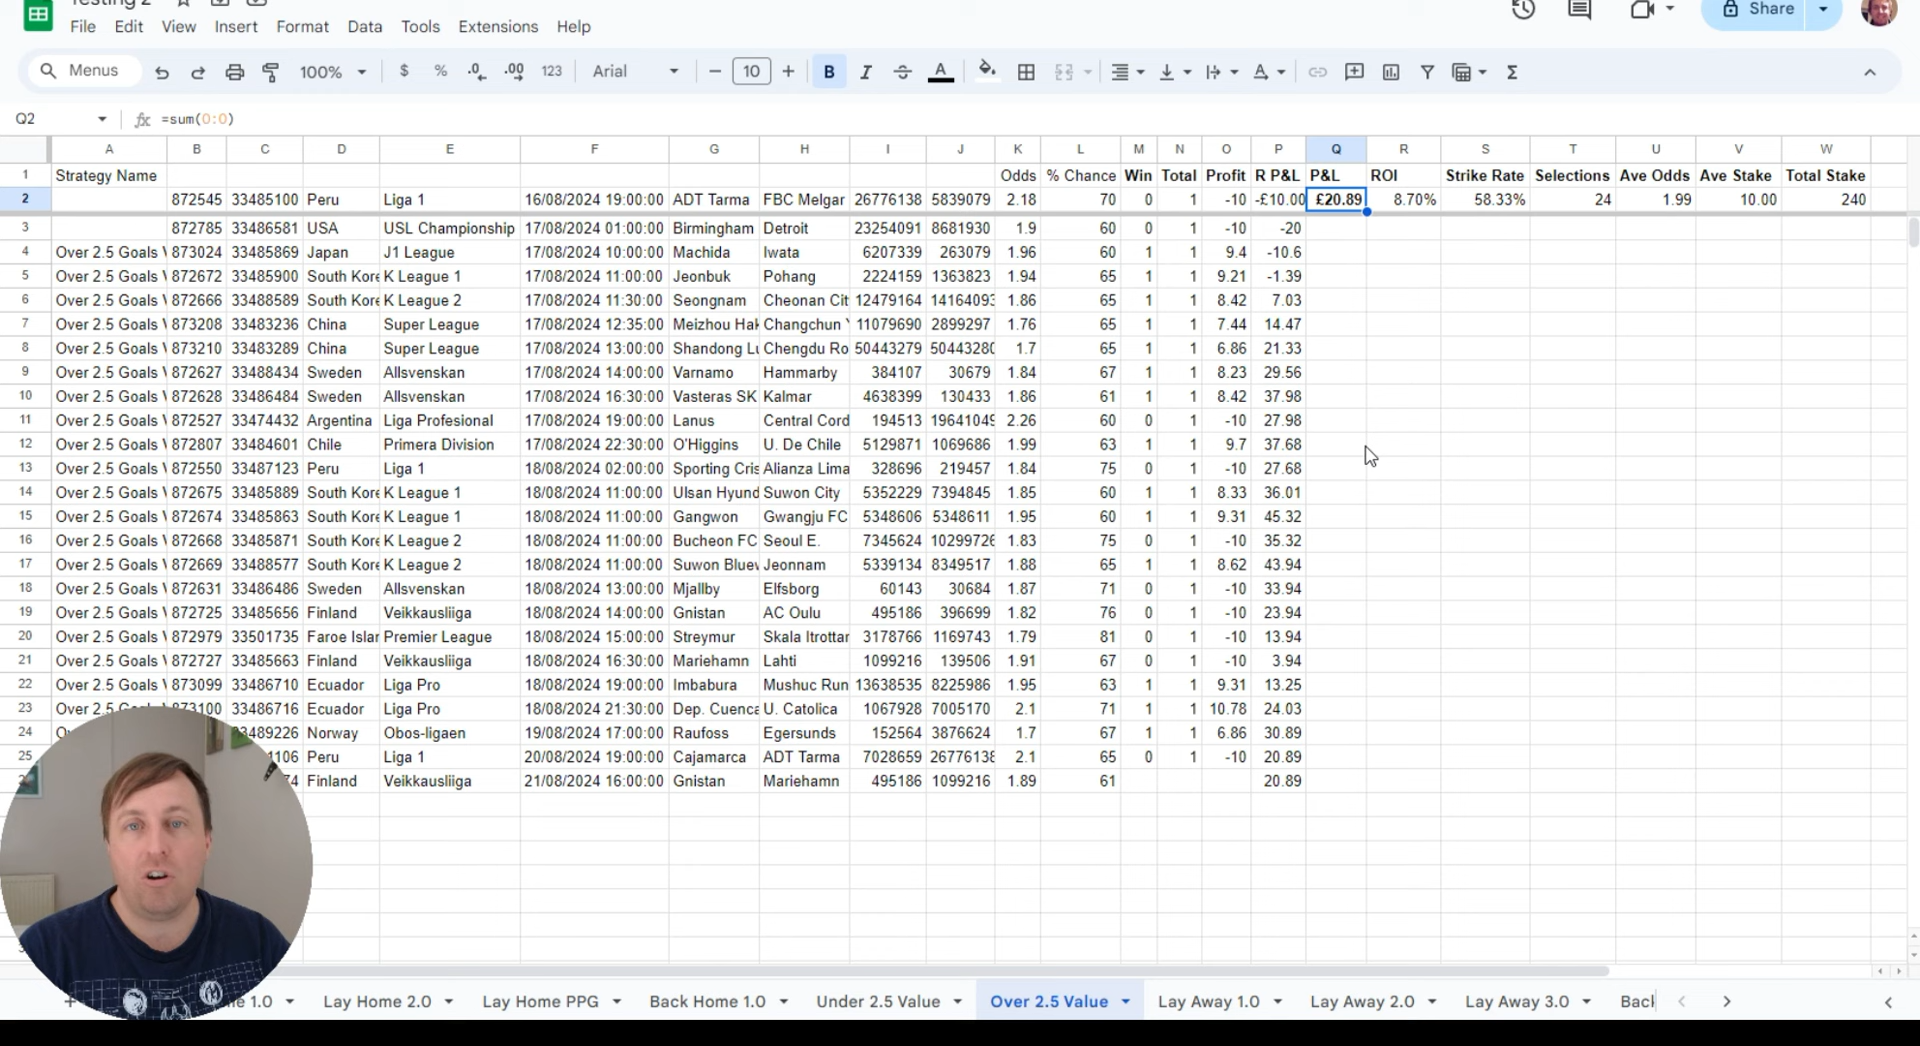 Testing 2
File Edit View Insert Format Data Tools Extensions Help
Share
Menus 100% $ % .0 .00 123 Arial 10 B I A
Q2 =sum(O:O)
A B C D E F G H I J K L M N O P Q R S T U V W
1 Strategy Name Odds % Chance Win Total Profit R P&L P&L ROI Strike Rate Selections Ave Odds Ave Stake Total Stake
2 872545 33485100 Peru Liga 1 16/08/2024 19:00:00 ADT Tarma FBC Melgar 26776138 5839079 2.18 70 0 1 -10 -£10.00 £20.89 8.70% 58.33% 24 1.99 10.00 240
3 872785 33486581 USA USL Championship 17/08/2024 01:00:00 Birmingham Detroit 23254091 8681930 1.9 60 0 1 -10 -20
4 Over 2.5 Goals 873024 33485869 Japan J1 League 17/08/2024 10:00:00 Machida Iwata 6207339 263079 1.96 60 1 1 9.4 -10.6
5 Over 2.5 Goals 872672 33485900 South Kore K League 1 17/08/2024 11:00:00 Jeonbuk Pohang 2224159 1363823 1.94 65 1 1 9.21 -1.39
6 Over 2.5 Goals 872666 33488589 South Kore K League 2 17/08/2024 11:30:00 Seongnam Cheonan Cit 12479164 14164093 1.86 65 1 1 8.42 7.03
7 Over 2.5 Goals 873208 33483236 China Super League 17/08/2024 12:35:00 Meizhou Hak Changchun 11079690 2899297 1.76 65 1 1 7.44 14.47
8 Over 2.5 Goals 873210 33483289 China Super League 17/08/2024 13:00:00 Shandong Lu Chengdu Ro 50443279 50443280 1.7 65 1 1 6.86 21.33
9 Over 2.5 Goals 872627 33488434 Sweden Allsvenskan 17/08/2024 14:00:00 Varnamo Hammarby 384107 30679 1.84 67 1 1 8.23 29.56
10 Over 2.5 Goals 872628 33486484 Sweden Allsvenskan 17/08/2024 16:30:00 Vasteras SK Kalmar 4638399 130433 1.86 61 1 1 8.42 37.98
11 Over 2.5 Goals 872527 33474432 Argentina Liga Profesional 17/08/2024 19:00:00 Lanus Central Cord 194513 19641049 2.26 60 0 1 -10 27.98
12 Over 2.5 Goals 872807 33484601 Chile Primera Division 17/08/2024 22:30:00 O'Higgins U. De Chile 5129871 1069686 1.99 63 1 1 9.7 37.68
13 Over 2.5 Goals 872550 33487123 Peru Liga 1 18/08/2024 02:00:00 Sporting Cris Alianza Lima 328696 219457 1.84 75 0 1 -10 27.68
14 Over 2.5 Goals 872675 33485889 South Kore K League 1 18/08/2024 11:00:00 Ulsan Hyund Suwon City 5352229 7394845 1.85 60 1 1 8.33 36.01
15 Over 2.5 Goals 872674 33485863 South Kore K League 1 18/08/2024 11:00:00 Gangwon Gwangju FC 5348606 5348611 1.95 60 1 1 9.31 45.32
16 Over 2.5 Goals 872668 33485871 South Kore K League 2 18/08/2024 11:00:00 Bucheon FC Seoul E. 7345624 10299726 1.83 75 0 1 -10 35.32
17 Over 2.5 Goals 872669 33488577 South Kore K League 2 18/08/2024 11:00:00 Suwon Bluew Jeonnam 5339134 8349517 1.88 65 1 1 8.62 43.94
18 Over 2.5 Goals 872631 33486486 Sweden Allsvenskan 18/08/2024 13:00:00 Mjallby Elfsborg 60143 30684 1.87 71 0 1 -10 33.94
19 Over 2.5 Goals 872725 33485656 Finland Veikkausliiga 18/08/2024 14:00:00 Gnistan AC Oulu 495186 396699 1.82 76 0 1 -10 23.94
20 Over 2.5 Goals 872979 33501735 Faroe Islar Premier League 18/08/2024 15:00:00 Streymur Skala Itrottar 3178766 1169743 1.79 81 0 1 -10 13.94
21 Over 2.5 Goals 872727 33485663 Finland Veikkausliiga 18/08/2024 16:30:00 Mariehamn Lahti 1099216 139506 1.91 67 0 1 -10 3.94
22 Over 2.5 Goals 873099 33486710 Ecuador Liga Pro 18/08/2024 19:00:00 Imbabura Mushuc Run 13638535 8225986 1.95 63 1 1 9.31 13.25
23 Over 2.5 Goals 873100 33486716 Ecuador Liga Pro 18/08/2024 21:30:00 Dep. Cuenca U. Catolica 1067928 7005170 2.1 71 1 1 10.78 24.03
24 33489226 Norway Obos-ligaen 19/08/2024 17:00:00 Raufoss Egersunds 152564 3876624 1.7 67 1 1 6.86 30.89
25 1106 Peru Liga 1 20/08/2024 19:00:00 Cajamarca ADT Tarma 7028659 26776138 2.1 65 0 1 -10 20.89
4 Finland Veikkausliiga 21/08/2024 16:00:00 Gnistan Mariehamn 495186 1099216 1.89 61 20.89
1.0 Lay Home 2.0 Lay Home PPG Back Home 1.0 Under 2.5 Value Over 2.5 Value Lay Away 1.0 Lay Away 2.0 Lay Away 3.0 Back